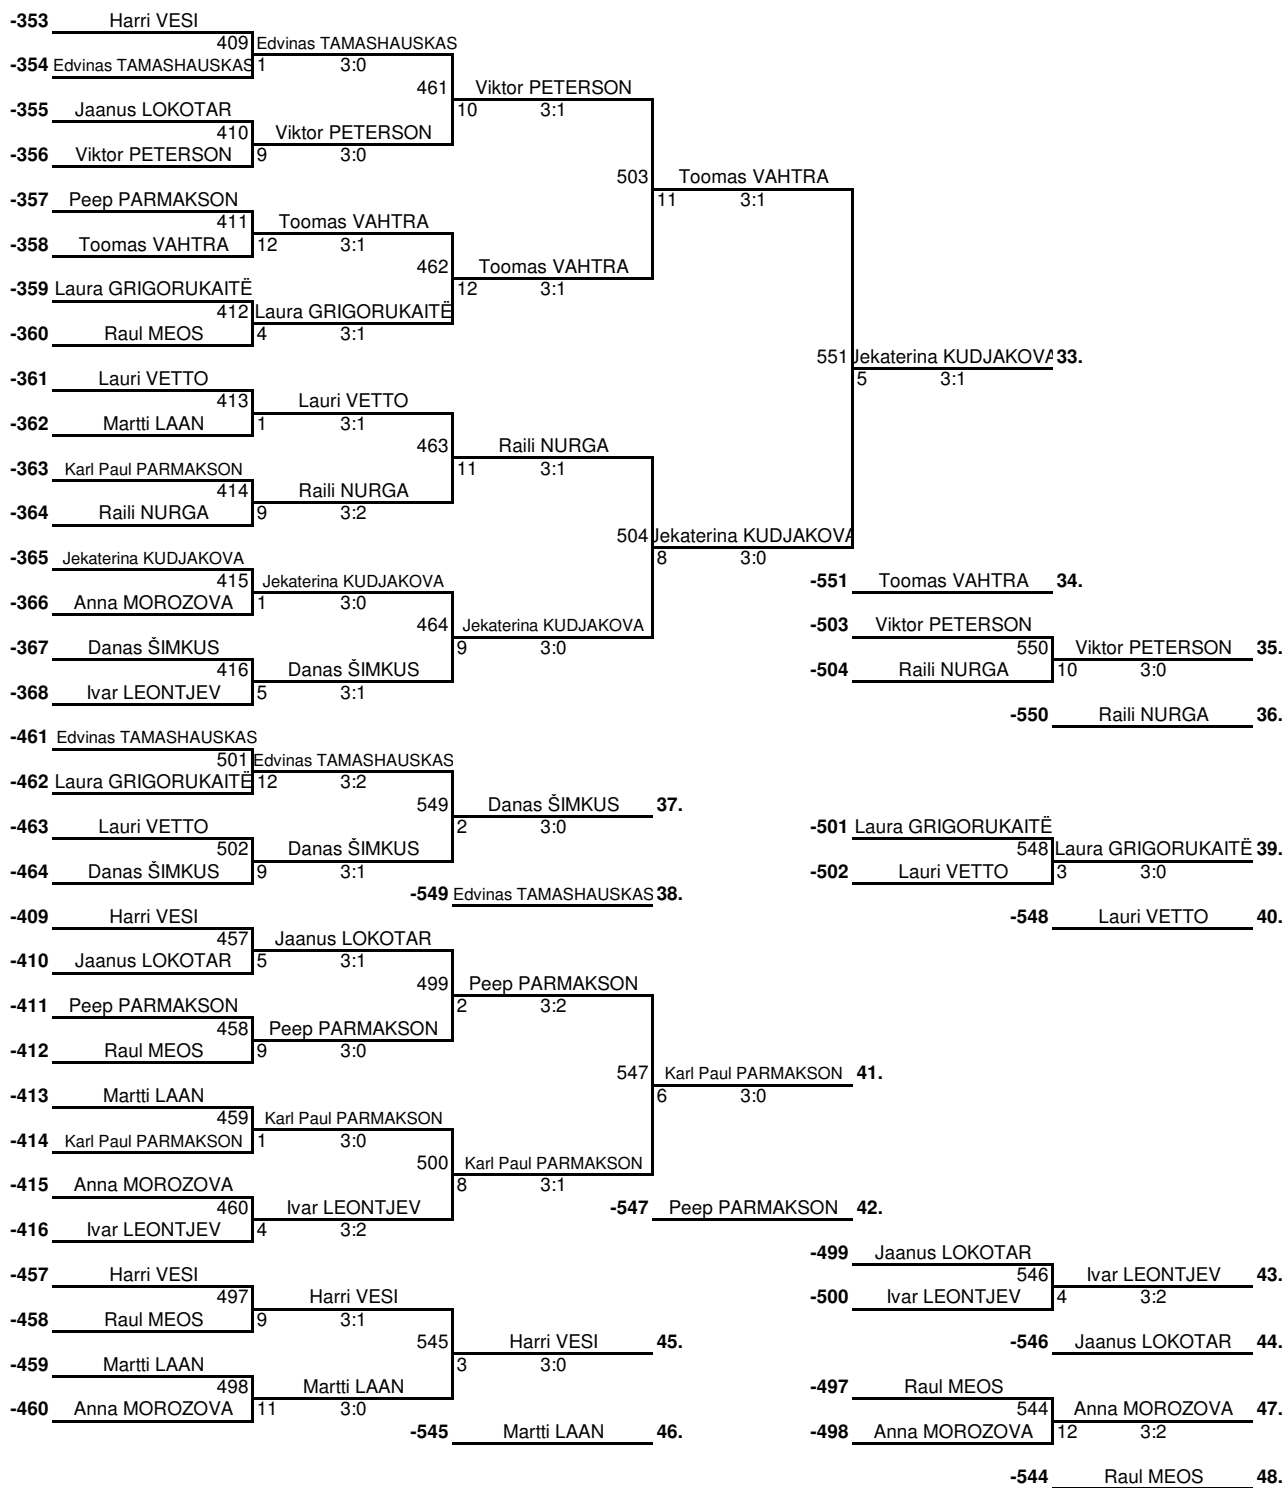 -353 Harri VESI
409 Edvinas TAMASHAUSKAS
-354 Edvinas TAMASHAUSKAS 1 3:0
461 Viktor PETERSON
-355 Jaanus LOKOTAR 10 3:1
410 Viktor PETERSON
-356 Viktor PETERSON 9 3:0
503 Toomas VAHTRA
-357 Peep PARMAKSON 11 3:1
411 Toomas VAHTRA
-358 Toomas VAHTRA 12 3:1
462 Toomas VAHTRA
-359 Laura GRIGORUKAITË 12 3:1
412 Laura GRIGORUKAITË
-360 Raul MEOS 4 3:1
551 Jekaterina KUDJAKOVA 33.
-361 Lauri VETTO 5 3:1
413 Lauri VETTO
-362 Martti LAAN 1 3:1
463 Raili NURGA
-363 Karl Paul PARMAKSON 11 3:1
414 Raili NURGA
-364 Raili NURGA 9 3:2
504 Jekaterina KUDJAKOVA
-365 Jekaterina KUDJAKOVA 8 3:0
415 Jekaterina KUDJAKOVA -551 Toomas VAHTRA 34.
-366 Anna MOROZOVA 1 3:0
464 Jekaterina KUDJAKOVA -503 Viktor PETERSON
-367 Danas ŠIMKUS 9 3:0 550 Viktor PETERSON 35.
416 Danas ŠIMKUS -504 Raili NURGA 10 3:0
-368 Ivar LEONTJEV 5 3:1
-550 Raili NURGA 36.
-461 Edvinas TAMASHAUSKAS
501 Edvinas TAMASHAUSKAS
-462 Laura GRIGORUKAITË 12 3:2
549 Danas ŠIMKUS 37.
-463 Lauri VETTO 2 3:0 -501 Laura GRIGORUKAITË
502 Danas ŠIMKUS 548 Laura GRIGORUKAITË 39.
-464 Danas ŠIMKUS 9 3:1 -502 Lauri VETTO 3 3:0
-549 Edvinas TAMASHAUSKAS 38.
-409 Harri VESI -548 Lauri VETTO 40.
457 Jaanus LOKOTAR
-410 Jaanus LOKOTAR 5 3:1
499 Peep PARMAKSON
-411 Peep PARMAKSON 2 3:2
458 Peep PARMAKSON
-412 Raul MEOS 9 3:0
547 Karl Paul PARMAKSON 41.
-413 Martti LAAN 6 3:0
459 Karl Paul PARMAKSON
-414 Karl Paul PARMAKSON 1 3:0
500 Karl Paul PARMAKSON
-415 Anna MOROZOVA 8 3:1
460 Ivar LEONTJEV -547 Peep PARMAKSON 42.
-416 Ivar LEONTJEV 4 3:2
-499 Jaanus LOKOTAR
-457 Harri VESI 546 Ivar LEONTJEV 43.
497 Harri VESI -500 Ivar LEONTJEV 4 3:2
-458 Raul MEOS 9 3:1
545 Harri VESI 45. -546 Jaanus LOKOTAR 44.
-459 Martti LAAN 3 3:0
498 Martti LAAN -497 Raul MEOS
-460 Anna MOROZOVA 11 3:0 544 Anna MOROZOVA 47.
-545 Martti LAAN 46. -498 Anna MOROZOVA 12 3:2
-544 Raul MEOS 48.